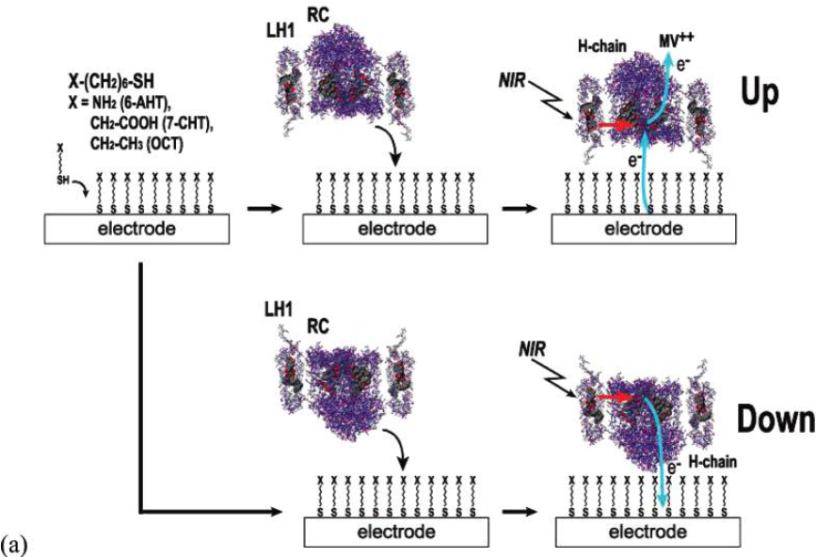 LH1
RC
X-(CH2)6-SH
X = NH2 (6-AHT),
CH2-COOH (7-CHT),
CH2-CH3 (OCT)
X
SH
X X X X X X X X X
S S S S S S S S S
electrode
X X X X X X X X X X X X
S S S S S S S S S S S S
electrode
H-chain
MV++
e-
NIR
Up
e-
X X X X X X X X X X X X
S S S S S S S S S S S S
electrode
LH1
RC
X X X X X X X X X X X X
S S S S S S S S S S S S
electrode
NIR
Down
e-
H-chain
X X X X X X X X X X X X
S S S S S S S S S S S S
electrode
(a)